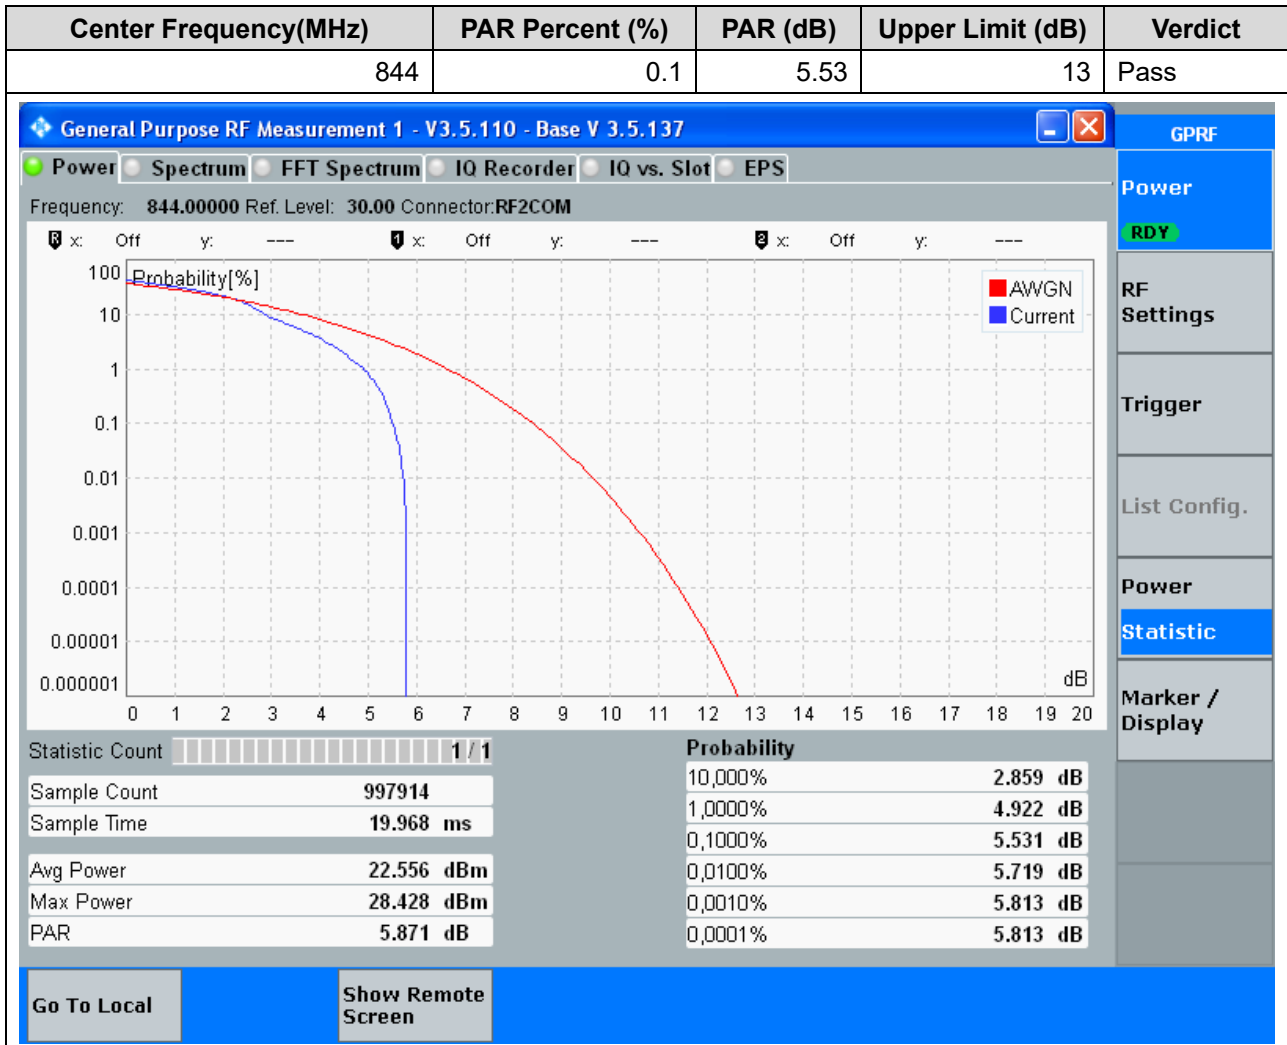 Center Frequency(MHz) PAR Percent (%) PAR (dB) Upper Limit (dB) Verdict
844 0.1 5.53 13 Pass
General Purpose RF Measurement 1 - V3.5.110 - Base V 3.5.137
GPRF
Power Spectrum FFT Spectrum IQ Recorder IQ vs. Slot EPS
Power
RDY
Frequency: 844.00000 Ref. Level: 30.00 Connector:RF2COM
R x: Off y: --- 1 x: Off y: --- 2 x: Off y: ---
Probability[%]
AWGN
Current
100
10
1
0.1
0.01
0.001
0.0001
0.00001
0.000001
dB
0 1 2 3 4 5 6 7 8 9 10 11 12 13 14 15 16 17 18 19 20
RF
Settings
Trigger
List Config.
Power
Statistic
Marker /
Display
Statistic Count 1 / 1
Sample Count 997914
Sample Time 19.968 ms
Avg Power 22.556 dBm
Max Power 28.428 dBm
PAR 5.871 dB
Probability
10,000% 2.859 dB
1,0000% 4.922 dB
0,1000% 5.531 dB
0,0100% 5.719 dB
0,0010% 5.813 dB
0,0001% 5.813 dB
Go To Local
Show Remote
Screen